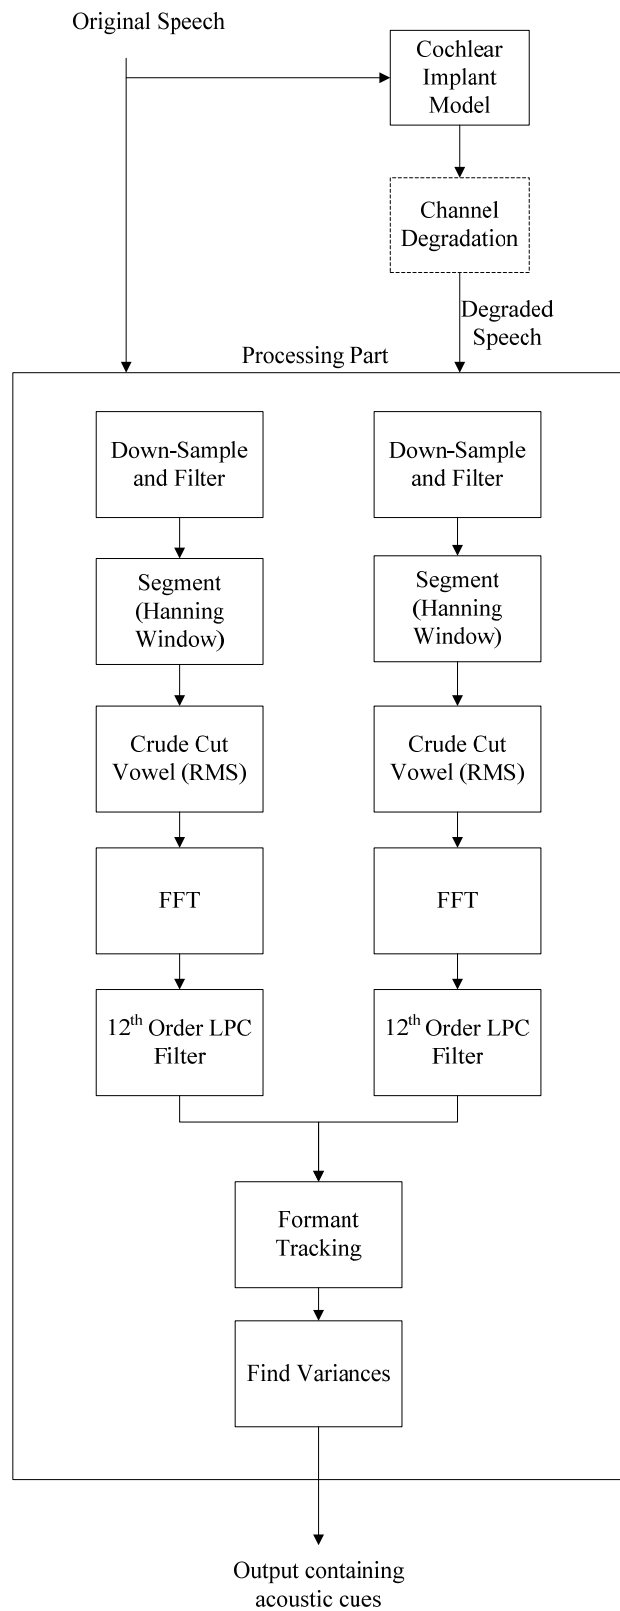 Original Speech
Cochlear
Implant
Model
Channel
Degradation
Degraded
Speech
Processing Part
Down-Sample
and Filter
Segment
(Hanning
Window)
Crude Cut
Vowel (RMS)
FFT
12th Order LPC
Filter
Down-Sample
and Filter
Segment
(Hanning
Window)
Crude Cut
Vowel (RMS)
FFT
12th Order LPC
Filter
Formant
Tracking
Find Variances
Output containing
acoustic cues